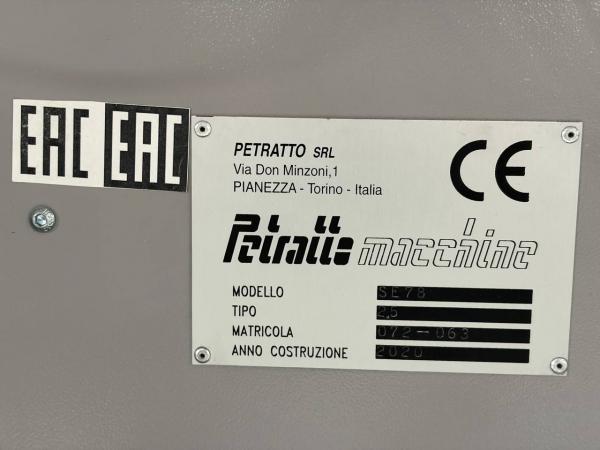 EAC EAC
PETRATTO SRL
Via Don Minzoni,1
PIANEZZA - Torino - Italia
CE
Petratto macchine
MODELLO SE78
TIPO 2,5
MATRICOLA 072-063
ANNO COSTRUZIONE 2020